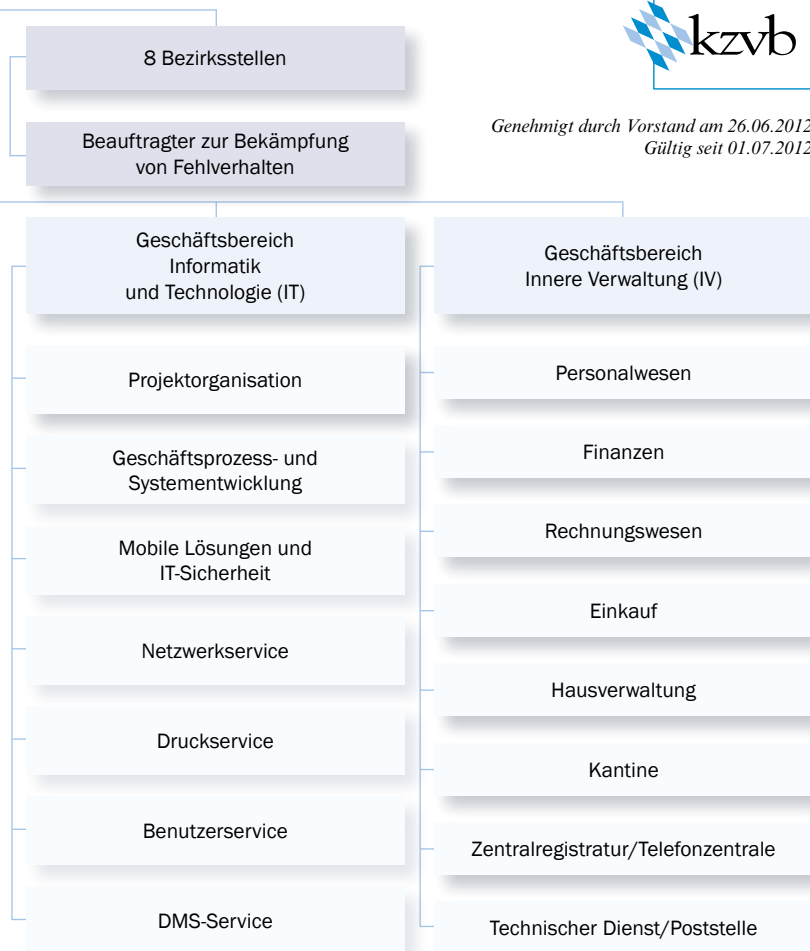 kzvb
8 Bezirksstellen
Genehmigt durch Vorstand am 26.06.2012
Gültig seit 01.07.2012
Beauftragter zur Bekämpfung
von Fehlverhalten
Geschäftsbereich
Informatik
und Technologie (IT)
Projektorganisation
Geschäftsprozess- und
Systementwicklung
Mobile Lösungen und
IT-Sicherheit
Netzwerkservice
Druckservice
Benutzerservice
DMS-Service
Geschäftsbereich
Innere Verwaltung (IV)
Personalwesen
Finanzen
Rechnungswesen
Einkauf
Hausverwaltung
Kantine
Zentralregistratur/Telefonzentrale
Technischer Dienst/Poststelle